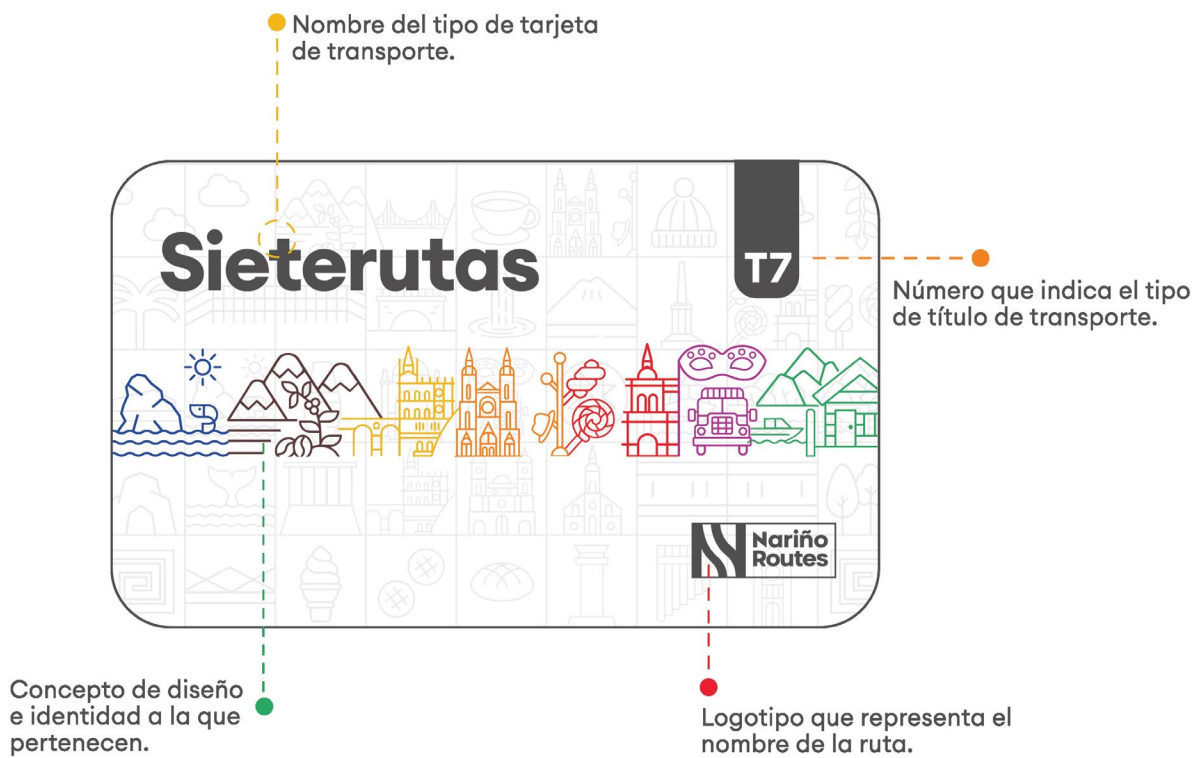 Nombre del tipo de tarjeta
de transporte.
Sieterutas
T7
Número que indica el tipo
de título de transporte.
Nariño
Routes
Concepto de diseño
e identidad a la que
pertenecen.
Logotipo que representa el
nombre de la ruta.